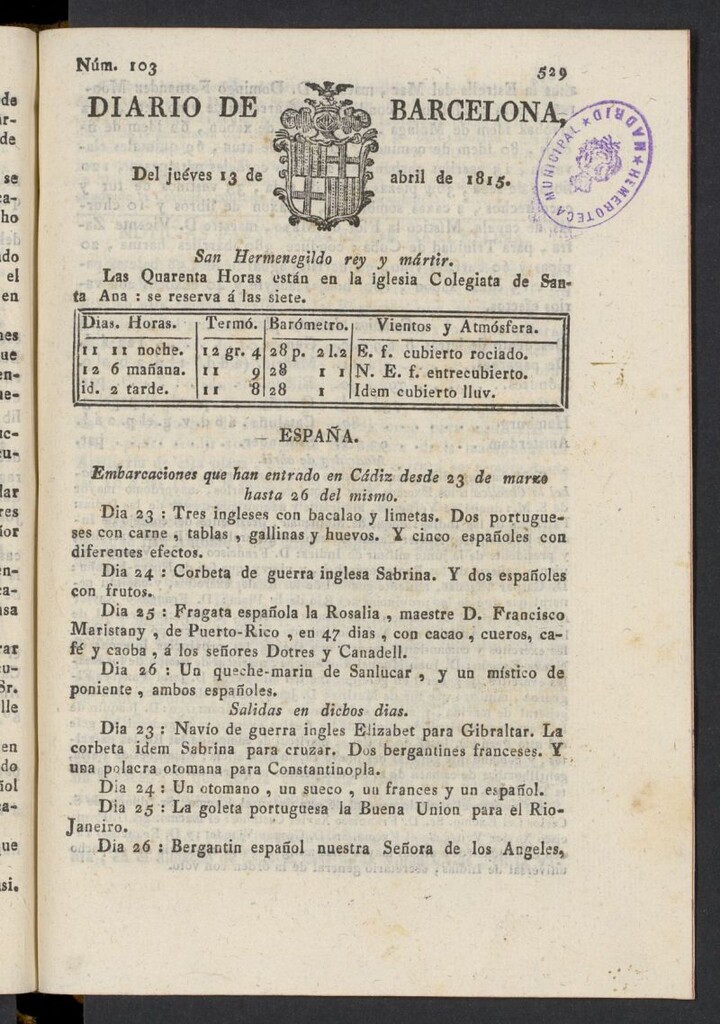 Núm. 103
529
DIARIO DE BARCELONA,
Del juéves 13 de abril de 1815.
HEMEROTECA MUNICIPAL ★ MADRID ★
San Hermenegildo rey y mártir.
Las Quarenta Horas están en la iglesia Colegiata de San-
ta Ana : se reserva á las siete.
Dias. Horas. Termó. Barómetro. Vientos y Atmósfera.
11 11 noche. 12 gr. 4 28 p. 2 l. 2 E. f. cubierto rociado.
12 6 mañana. 11 9 28 1 1 N. E. f. entrecubierto.
id. 2 tarde. 11 8 28 1 Idem cubierto lluv.
ESPAÑA.
Embarcaciones que han entrado en Cádiz desde 23 de marzo
hasta 26 del mismo.
Dia 23 : Tres ingleses con bacalao y limetas. Dos portugue-
ses con carne , tablas , gallinas y huevos. Y cinco españoles con
diferentes efectos.
Dia 24 : Corbeta de guerra inglesa Sabrina. Y dos españoles
con frutos.
Dia 25 : Fragata española la Rosalia , maestre D. Francisco
Maristany , de Puerto-Rico , en 47 dias , con cacao , cueros, ca-
fé y caoba , á los señores Dotres y Canadell.
Dia 26 : Un queche-marin de Sanlucar , y un místico de
poniente , ambos españoles.
Salidas en dichos dias.
Dia 23 : Navío de guerra ingles Elizabet para Gibraltar. La
corbeta idem Sabrina para cruzar. Dos bergantines franceses. Y
una polacra otomana para Constantinopla.
Dia 24 : Un otomano , un sueco , un frances y un español.
Dia 25 : La goleta portuguesa la Buena Union para el Rio-
Janeiro.
Dia 26 : Bergantin español nuestra Señora de los Angeles,